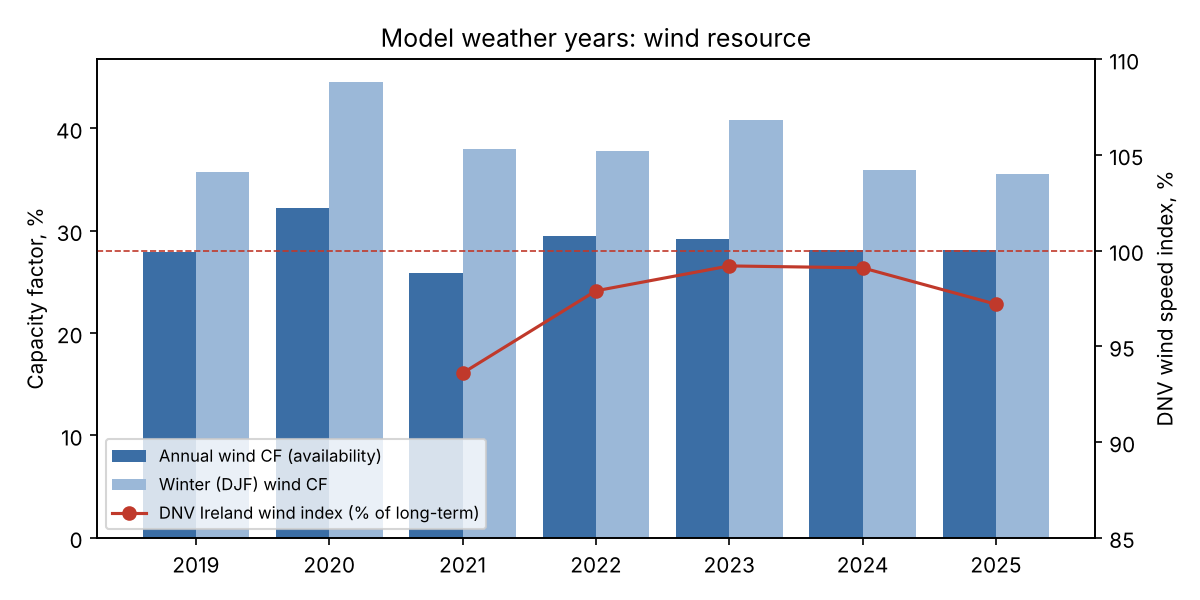 Model weather years: wind resource
Capacity factor, %
40
30
20
10
0
110
105
100
95
90
85
DNV wind speed index, %
Annual wind CF (availability)
Winter (DJF) wind CF
DNV Ireland wind index (% of long-term)
2019 2020 2021 2022 2023 2024 2025